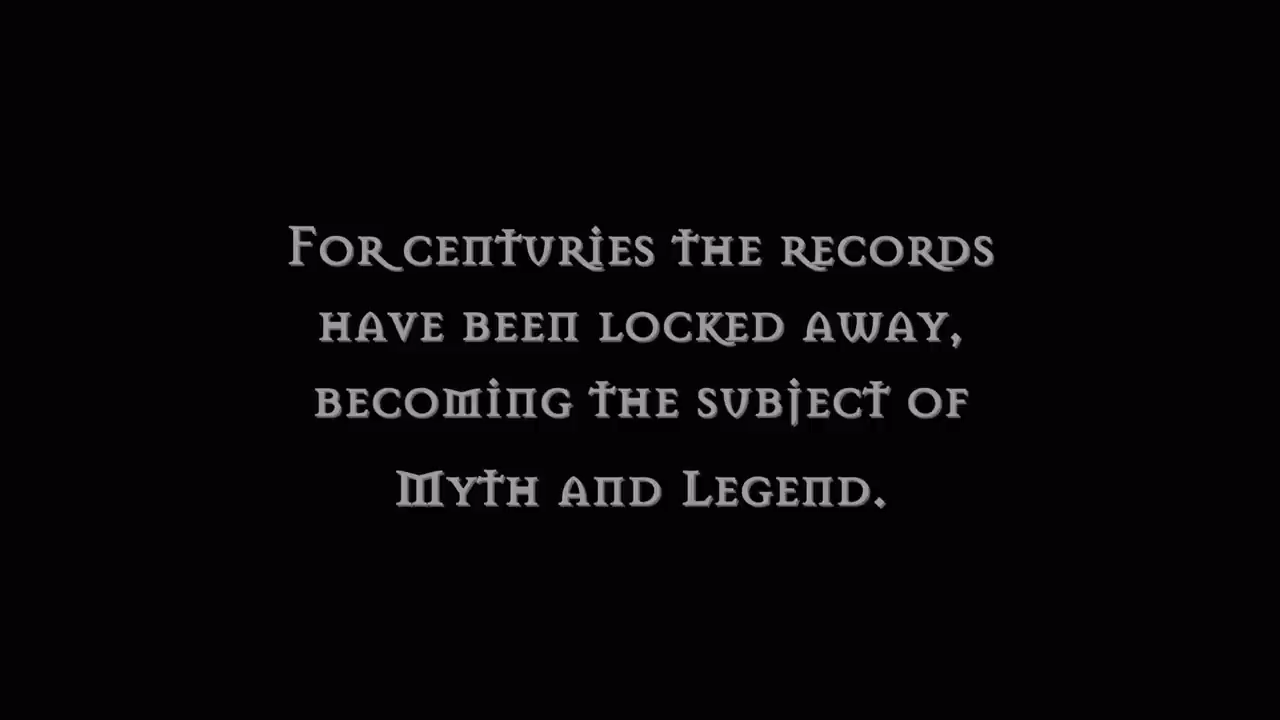 For centuries the records
have been locked away,
becoming the subject of
Myth and Legend.